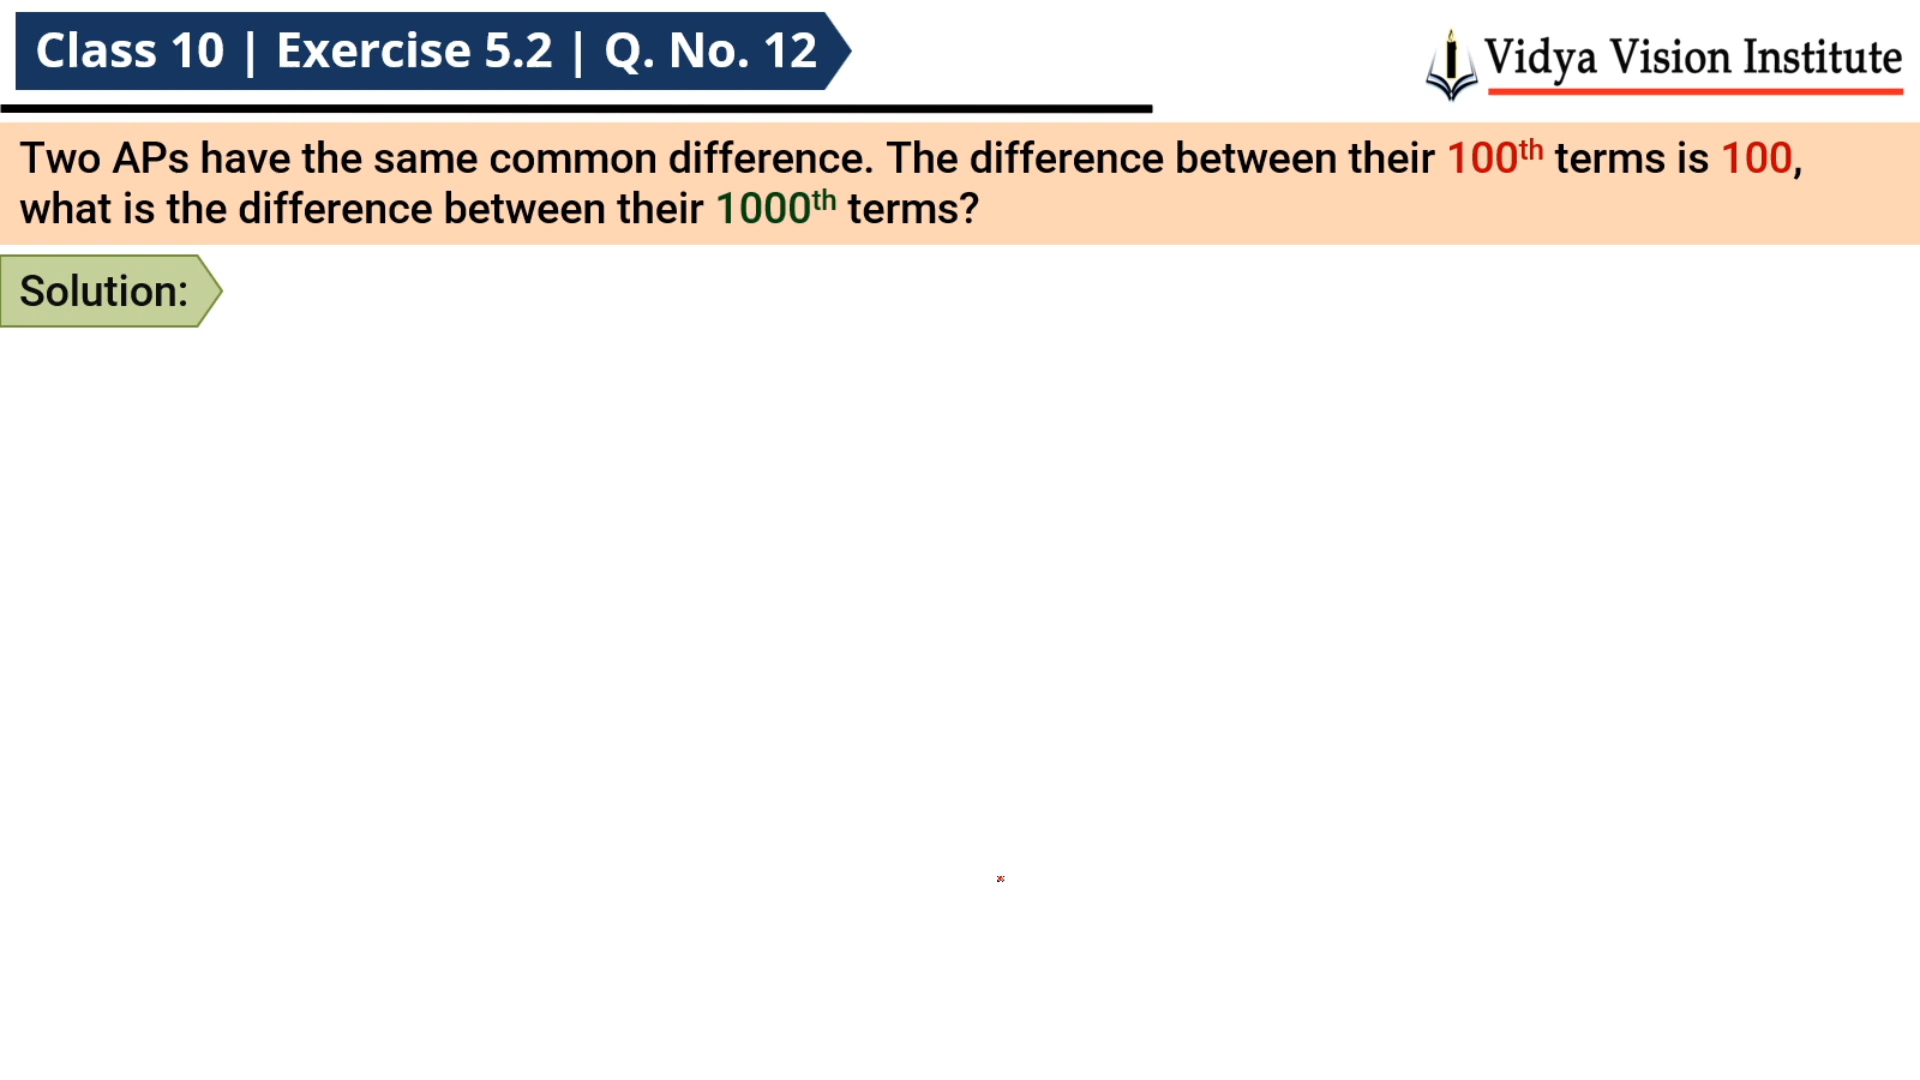 Class 10 | Exercise 5.2 | Q. No. 12
Vidya Vision Institute
Two APs have the same common difference. The difference between their 100th terms is 100,
what is the difference between their 1000th terms?
Solution: